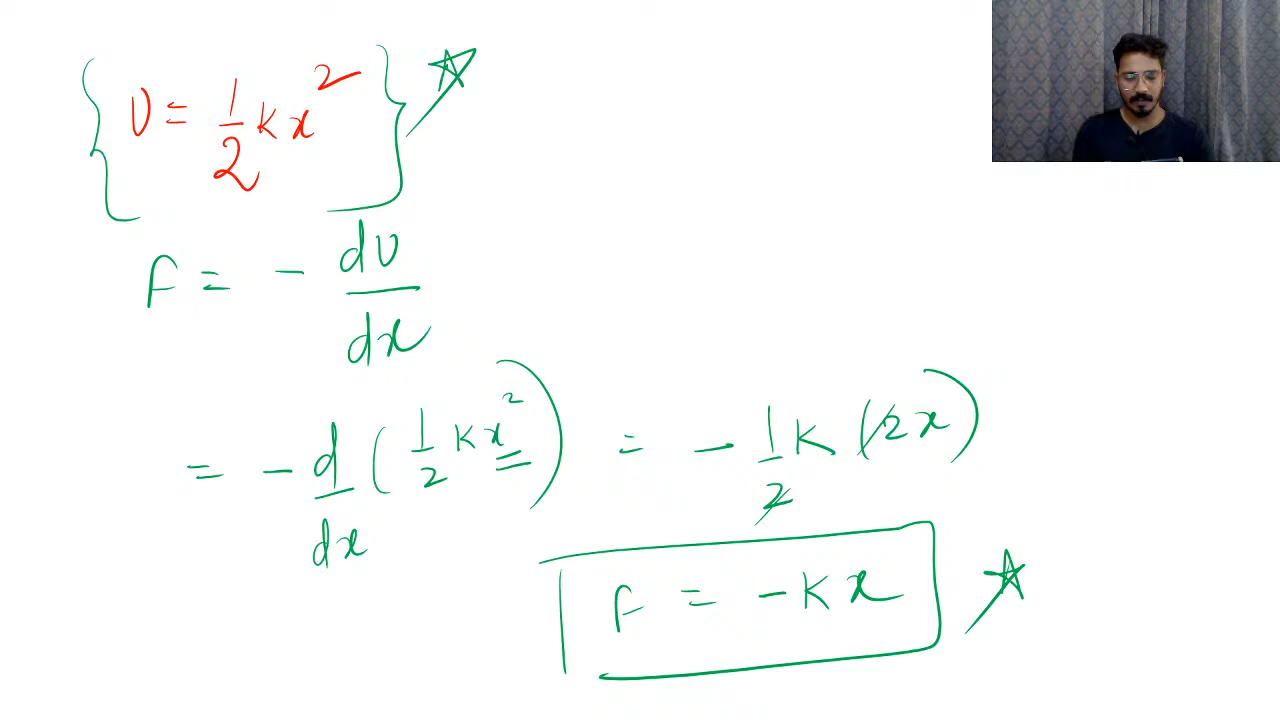 U = 1/2 kx²
F = - dU/dx
= - d/dx ( 1/2 kx² ) = - 1/2 k (2x)
F = -kx